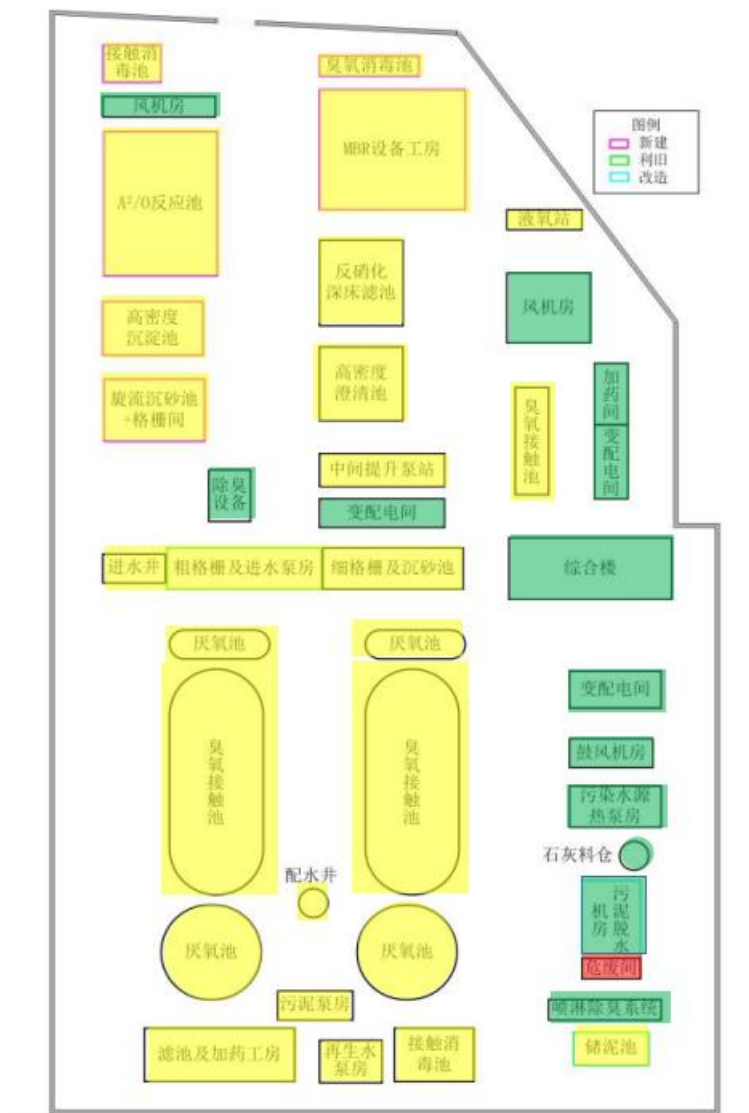 接触消
毒池
臭氧消毒池
风机房
MBR设备工房
图例
新建
利旧
改造
A²/O反应池
液氧站
反硝化
深床滤池
高密度
沉淀池
风机房
高密度
澄清池
旋流沉砂池
+格栅间
臭氧接触池
加药间
变配电间
中间提升泵站
除臭
设备
变配电间
进水井
粗格栅及进水泵房
细格栅及沉砂池
综合楼
厌氧池
厌氧池
臭氧接触池
臭氧接触池
变配电间
鼓风机房
污染水源
热泵房
石灰料仓
配水井
污泥脱水
机房
厌氧池
厌氧池
危废间
污泥泵房
喷淋除臭系统
滤池及加药工房
再生水
泵房
接触消
毒池
储泥池